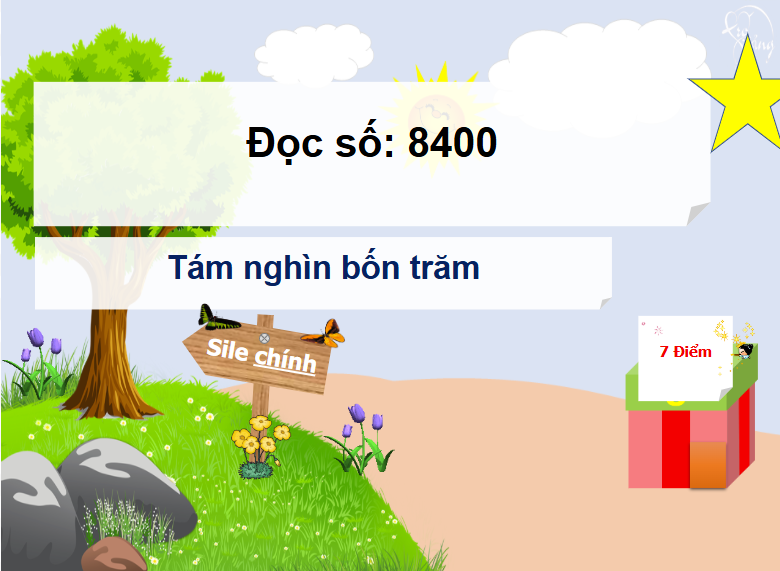 Đọc số: 8400
Tám nghìn bốn trăm
Sile chính
7 Điểm